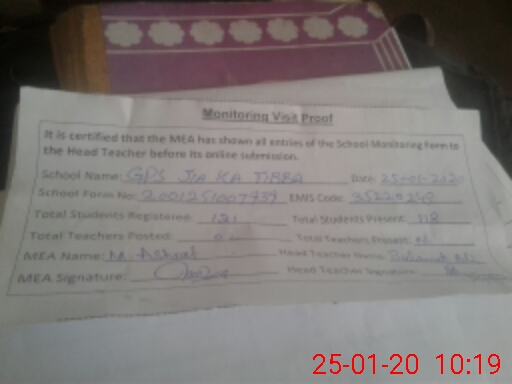 Monitoring Visit Proof
It is certified that the MEA has shown all entries of the School Monitoring form to
the Head Teacher before its online submission.
School Name: GPS JIA KA TIBBA Date: 25-01-2020
School Form No: EMIS Code:
Total Students Registered: 121 Total Students Present: 118
Total Teachers Posted: Total Teachers Present:
MEA Name: M. Ashraf Head Teacher Name:
MEA Signature: Head Teacher Signature:
25-01-20 10:19